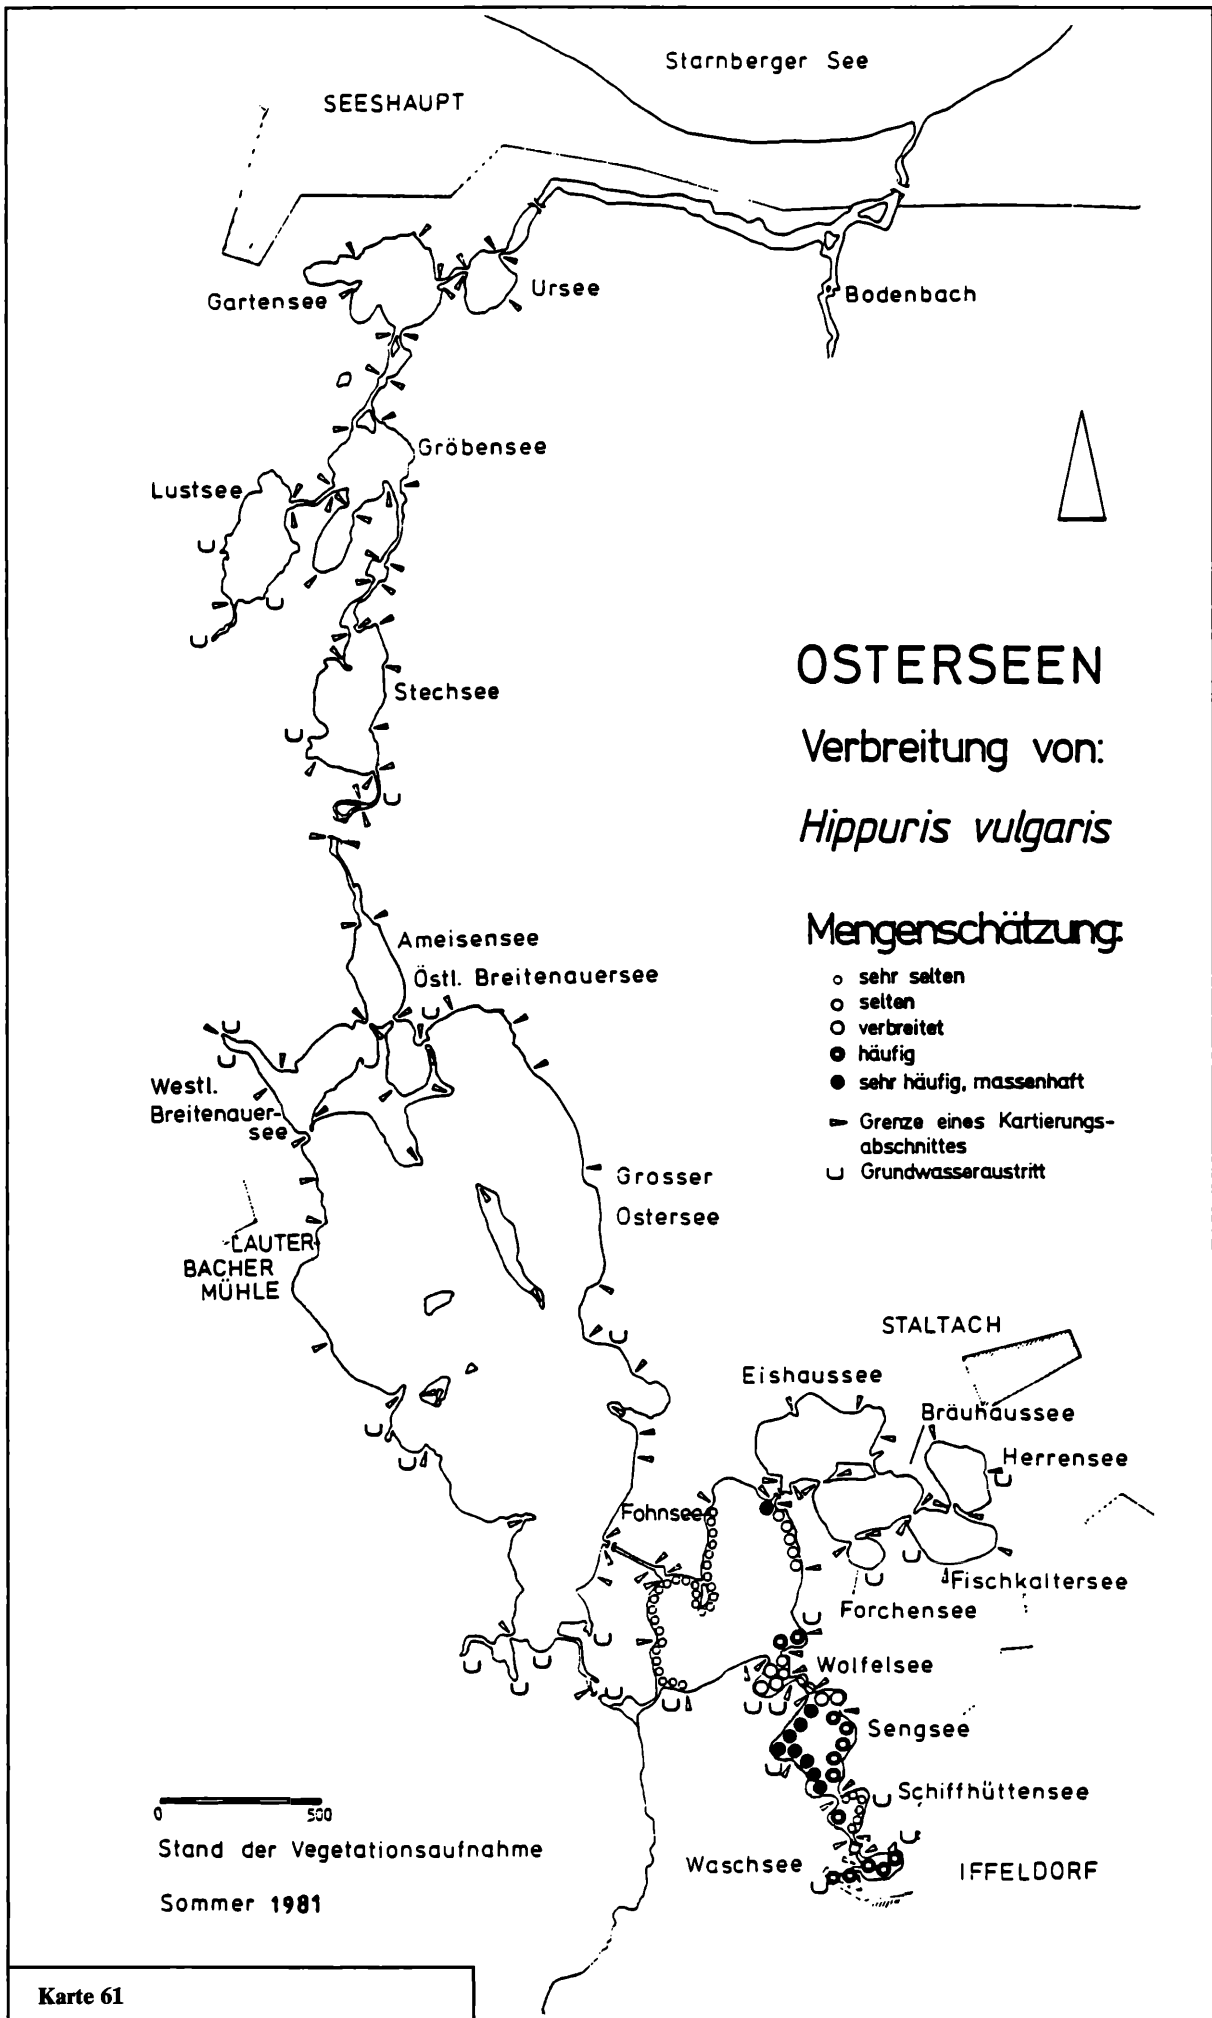 Starnberger See
SEESHAUPT
Gartensee
Ursee
Bodenbach
Gröbensee
Lustsee
Stechsee
OSTERSEEN
Verbreitung von:
Hippuris vulgaris
Mengenschätzung:
sehr selten
selten
verbreitet
häufig
sehr häufig, massenhaft
Grenze eines Kartierungs-
abschnittes
Grundwasseraustritt
Ameisensee
Östl. Breitenauersee
Westl.
Breitenauer-
see
Grosser
Ostersee
LAUTER-
BACHER
MÜHLE
STALTACH
Eishaussee
Bräuhaussee
Herrensee
Fohnsee
Fischkaltersee
Forchensee
Wolfelsee
Sengsee
Schiffhüttensee
Waschsee
IFFELDORF
0 500
Stand der Vegetationsaufnahme
Sommer 1981
Karte 61